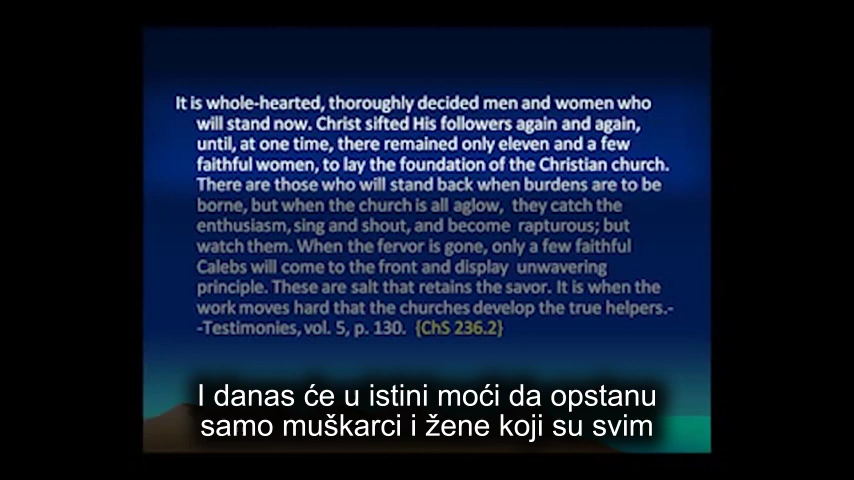 It is whole-hearted, thoroughly decided men and women who
will stand now. Christ sifted His followers again and again,
until, at one time, there remained only eleven and a few
faithful women, to lay the foundation of the Christian church.
There are those who will stand back when burdens are to be
borne, but when the church is all aglow, they catch the
enthusiasm, sing and shout, and become rapturous; but
watch them. When the fervor is gone, only a few faithful
Calebs will come to the front and display unwavering
principle. These are salt that retains the savor. It is when the
work moves hard that the churches develop the true helpers.-
-Testimonies, vol. 5, p. 130. {ChS 236.2}
I danas će u istini moći da opstanu
samo muškarci i žene koji su svim